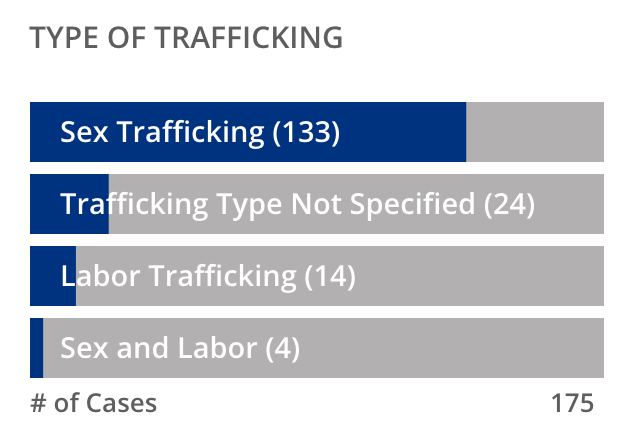 TYPE OF TRAFFICKING
Sex Trafficking (133)
Trafficking Type Not Specified (24)
Labor Trafficking (14)
Sex and Labor (4)
# of Cases 175